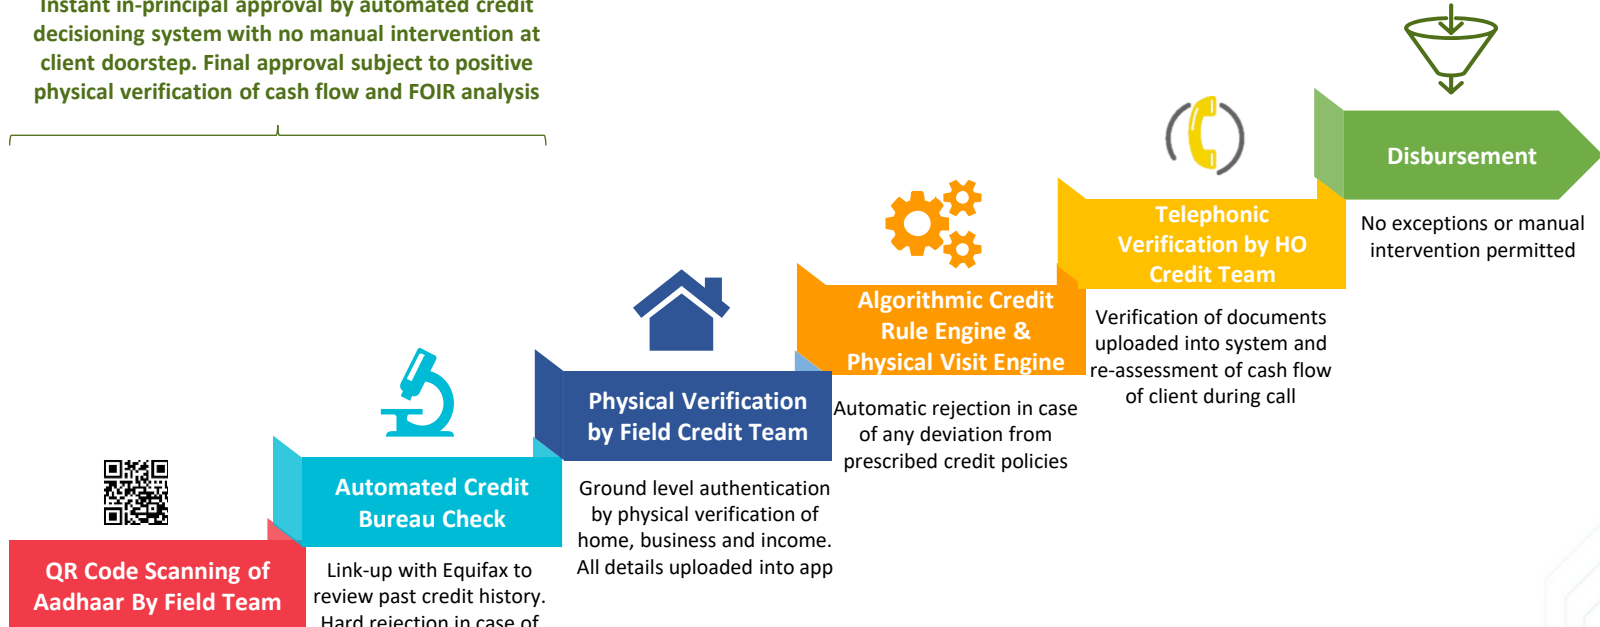 Instant in-principal approval by automated credit
decisioning system with no manual intervention at
client doorstep. Final approval subject to positive
physical verification of cash flow and FOIR analysis
QR Code Scanning of
Aadhaar By Field Team
Automated Credit
Bureau Check
Link-up with Equifax to
review past credit history.
Hard rejection in case of
Physical Verification
by Field Credit Team
Ground level authentication
by physical verification of
home, business and income.
All details uploaded into app
Algorithmic Credit
Rule Engine &
Physical Visit Engine
Automatic rejection in case
of any deviation from
prescribed credit policies
Telephonic
Verification by HO
Credit Team
Verification of documents
uploaded into system and
re-assessment of cash flow
of client during call
Disbursement
No exceptions or manual
intervention permitted